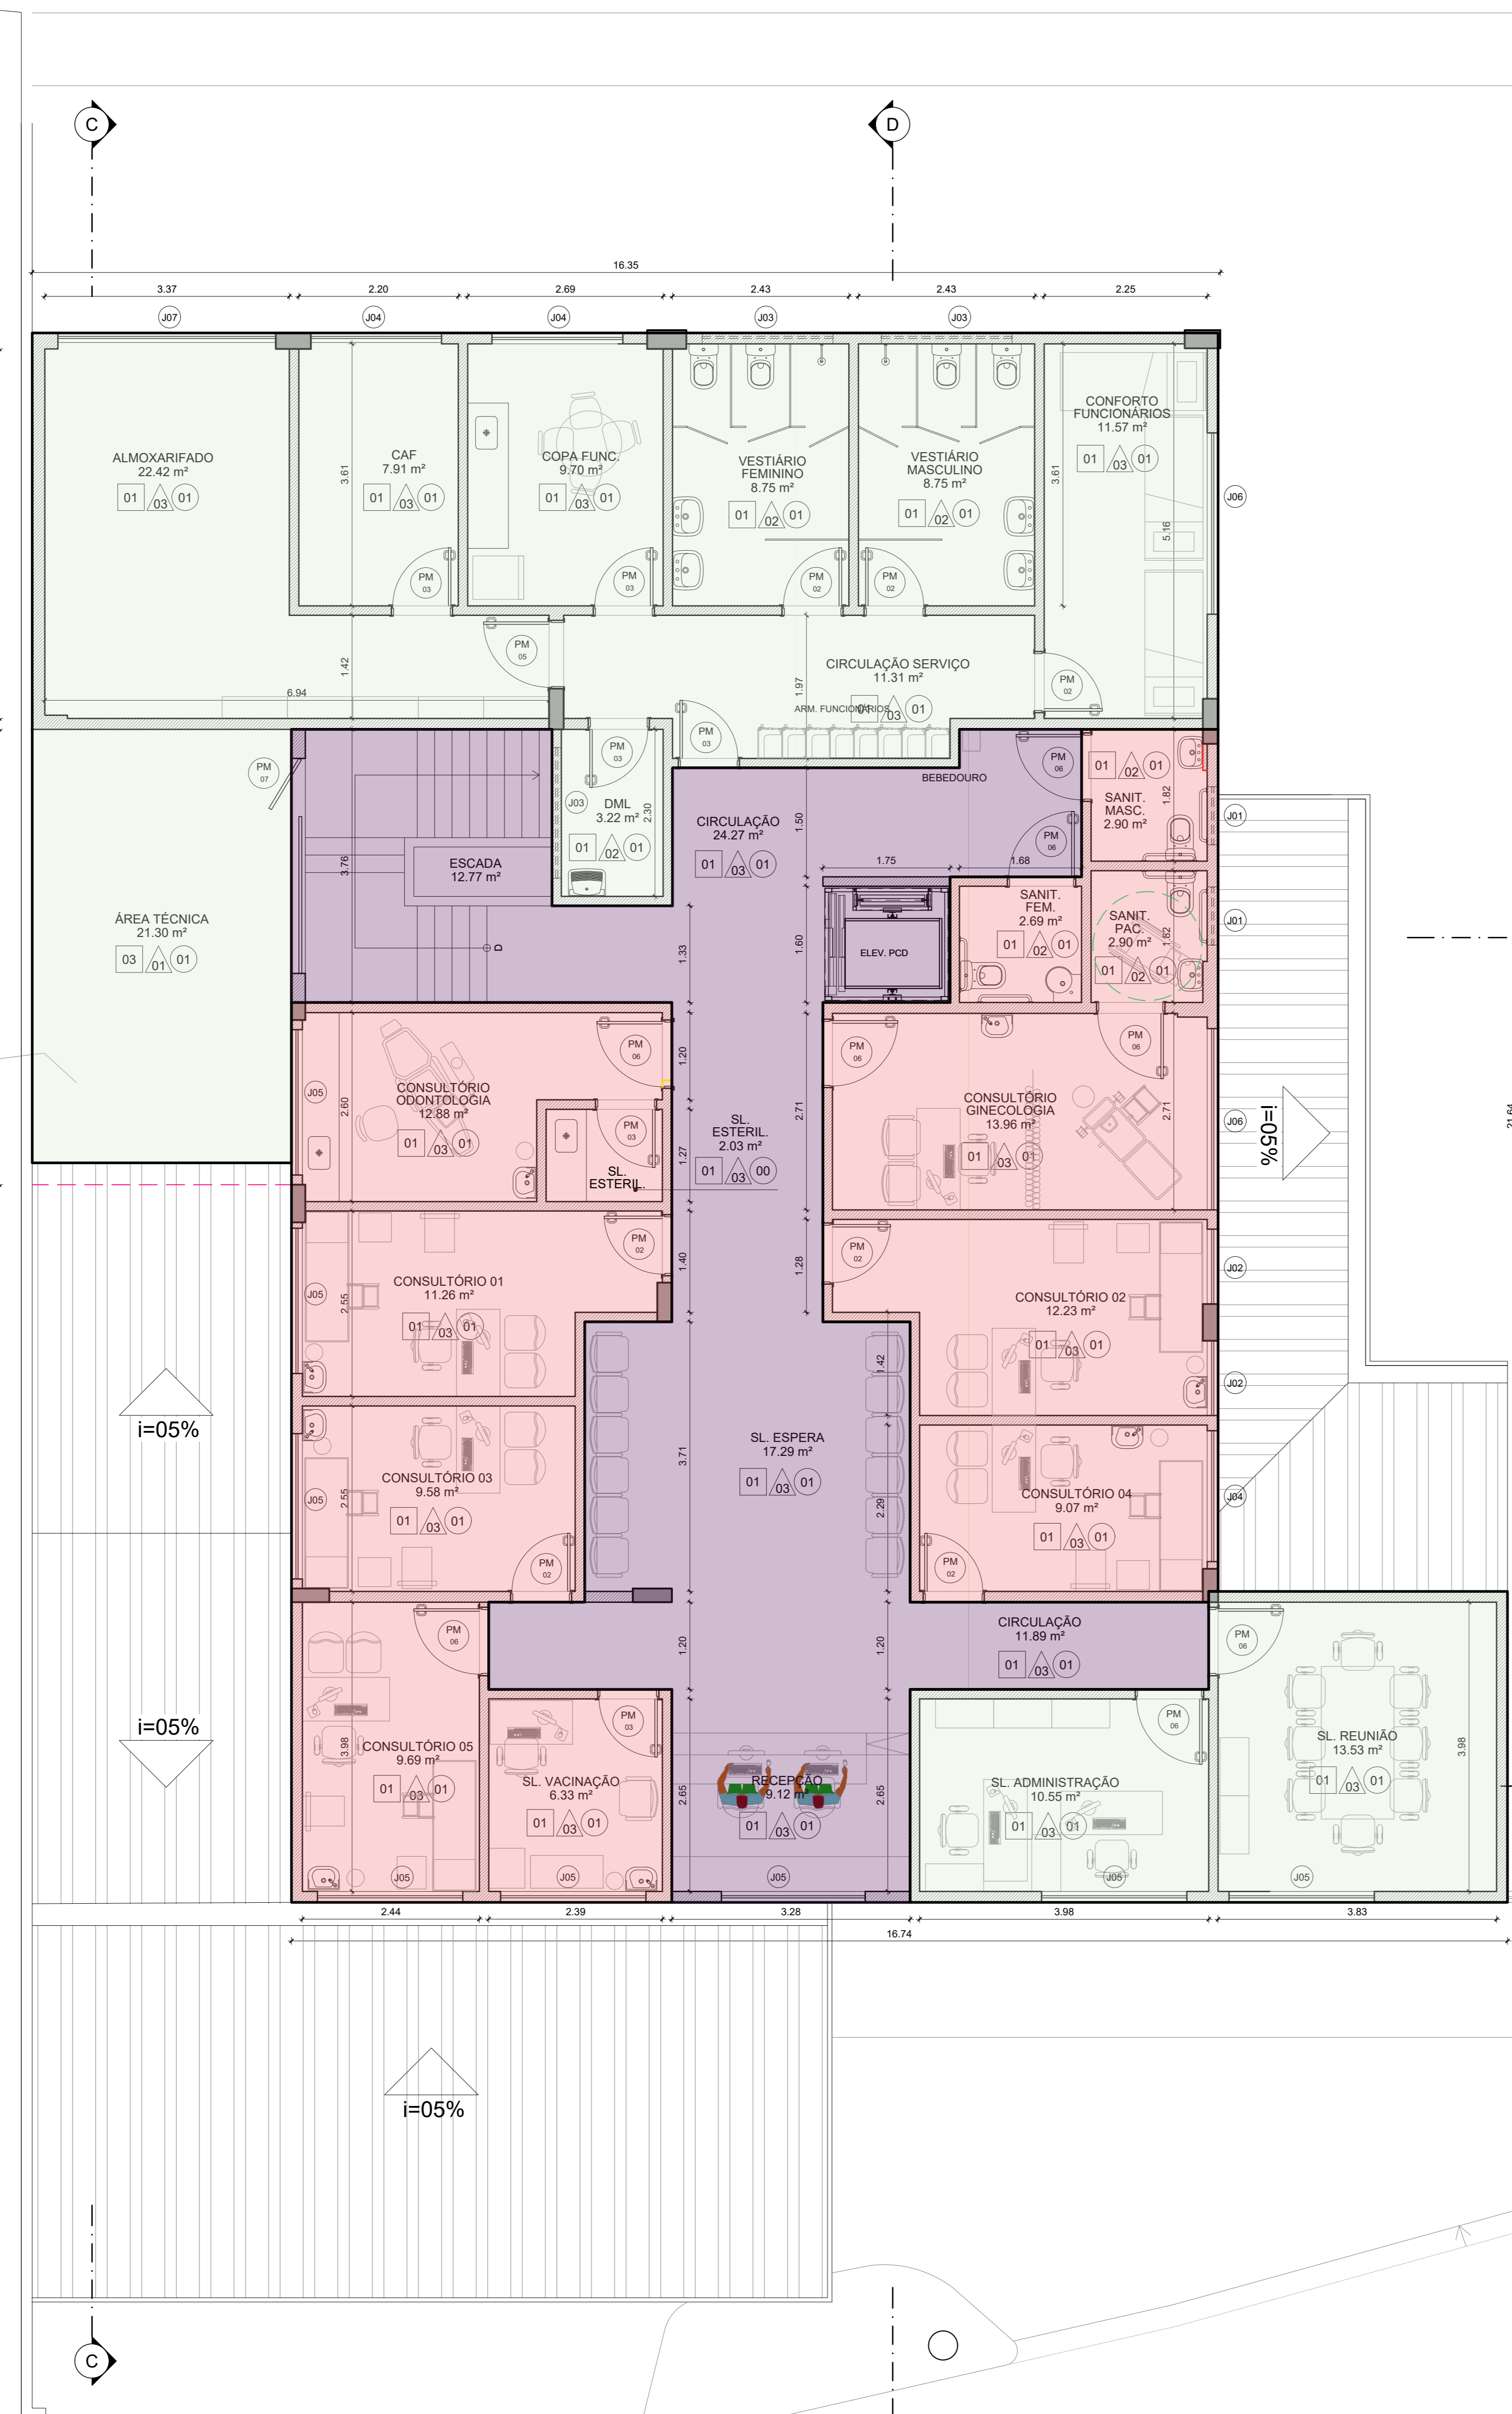 C
D
16.35
3.37
2.20
2.69
2.43
2.43
2.25
J07
J04
J04
J03
J03
ALMOXARIFADO
22.42 m²
01 03 01
3.61
CAF
7.91 m²
01 03 01
PM
03
COPA FUNC.
9.70 m²
01 03 01
PM
03
VESTIÁRIO
FEMININO
8.75 m²
01 02 01
PM
02
VESTIÁRIO
MASCULINO
8.75 m²
01 02 01
PM
02
CONFORTO
FUNCIONÁRIOS
11.57 m²
01 03 01
3.61
5.16
J06
1.42
6.94
PM
05
1.97
CIRCULAÇÃO SERVIÇO
11.31 m²
01 03 01
ARM. FUNCIONÁRIOS
PM
02
PM
03
PM
03
PM
07
J03
DML
3.22 m²
2.30
01 02 01
CIRCULAÇÃO
24.27 m²
01 03 01
1.50
BEBEDOURO
PM
06
PM
06
01 02 01
SANIT.
MASC.
2.90 m²
1.82
J01
3.76
ESCADA
12.77 m²
D
1.75
1.68
1.33
1.60
ELEV. PCD
SANIT.
FEM.
2.69 m²
01 02 01
SANIT.
PAC.
2.90 m²
1.82
01 02 01
J01
ÁREA TÉCNICA
21.30 m²
03 01 01
J05
2.60
CONSULTÓRIO
ODONTOLOGIA
12.88 m²
01 03 01
PM
06
1.20
PM
03
1.27
SL.
ESTERIL.
SL.
ESTERIL.
2.03 m²
01 03 00
2.71
PM
06
CONSULTÓRIO
GINECOLOGIA
13.96 m²
01 03 01
PM
06
2.71
J06
i=05%
21.64
J05
2.55
CONSULTÓRIO 01
11.26 m²
01 03 01
PM
02
1.40
1.28
PM
02
CONSULTÓRIO 02
12.23 m²
01 03 01
J02
J02
1.42
i=05%
J05
2.55
CONSULTÓRIO 03
9.58 m²
01 03 01
PM
02
3.71
SL. ESPERA
17.29 m²
01 03 01
2.29
CONSULTÓRIO 04
9.07 m²
01 03 01
PM
02
J04
PM
06
1.20
1.20
CIRCULAÇÃO
11.89 m²
01 03 01
PM
06
i=05%
3.98
CONSULTÓRIO 05
9.69 m²
01 03 01
J05
PM
03
SL. VACINAÇÃO
6.33 m²
01 03 01
J05
2.65
RECEPÇÃO
9.12 m²
01 03 01
J05
2.65
PM
06
SL. ADMINISTRAÇÃO
10.55 m²
01 03 01
J05
SL. REUNIÃO
13.53 m²
01 03 01
3.98
J05
2.44
2.39
3.28
3.98
3.83
16.74
i=05%
C